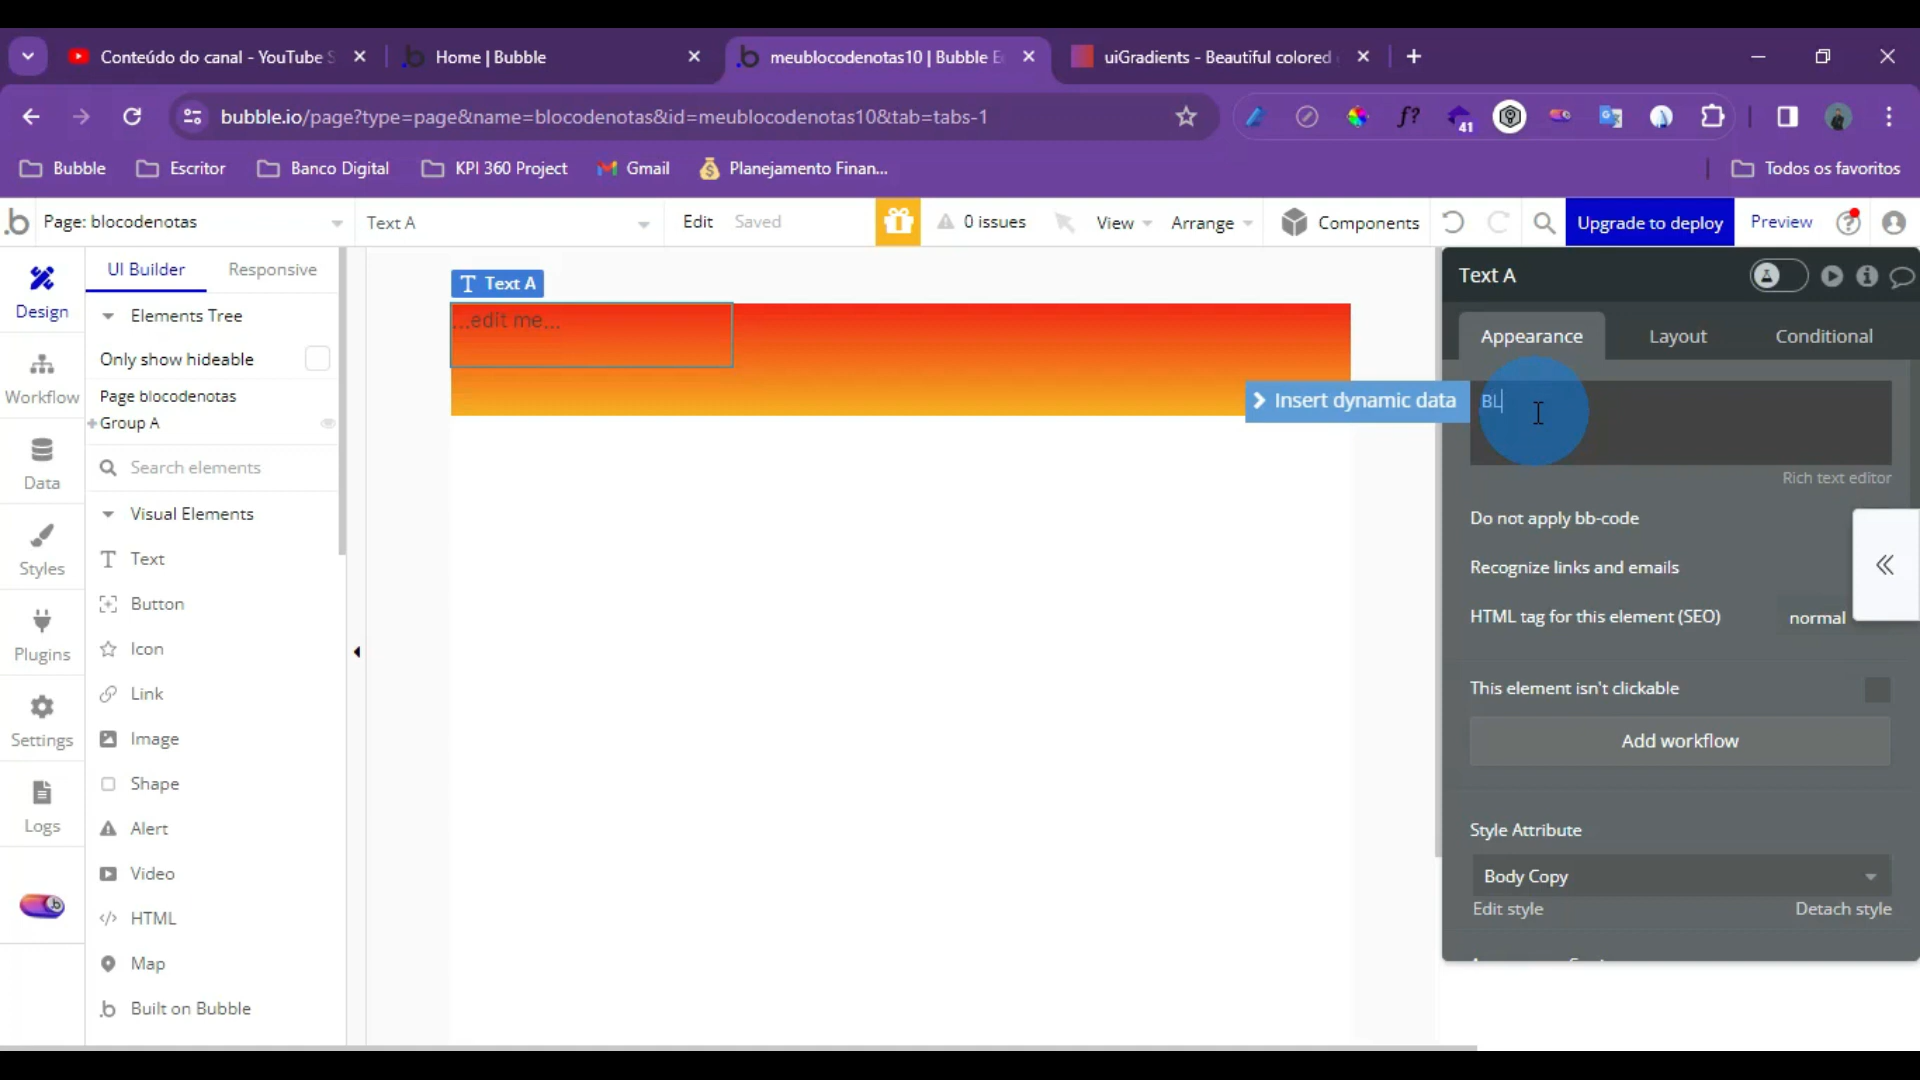 Conteúdo do canal - YouTube S
Home | Bubble
meublocodenotas10 | Bubble E
uiGradients - Beautiful colored
bubble.io/page?type=page&name=blocodenotas&id=meublocodenotas10&tab=tabs-1
41
Bubble
Escritor
Banco Digital
KPI 360 Project
Gmail
Planejamento Finan...
Todos os favoritos
Page: blocodenotas
Text A
Edit
Saved
0 issues
View
Arrange
Components
Upgrade to deploy
Preview
Design
Workflow
Data
Styles
Plugins
Settings
Logs
UI Builder
Responsive
Elements Tree
Only show hideable
Page blocodenotas
Group A
Search elements
Visual Elements
Text
Button
Icon
Link
Image
Shape
Alert
Video
HTML
Map
Built on Bubble
Text A
...edit me...
Insert dynamic data
Text A
Appearance
Layout
Conditional
BL
Rich text editor
Do not apply bb-code
Recognize links and emails
HTML tag for this element (SEO)
normal
This element isn't clickable
Add workflow
Style Attribute
Body Copy
Edit style
Detach style